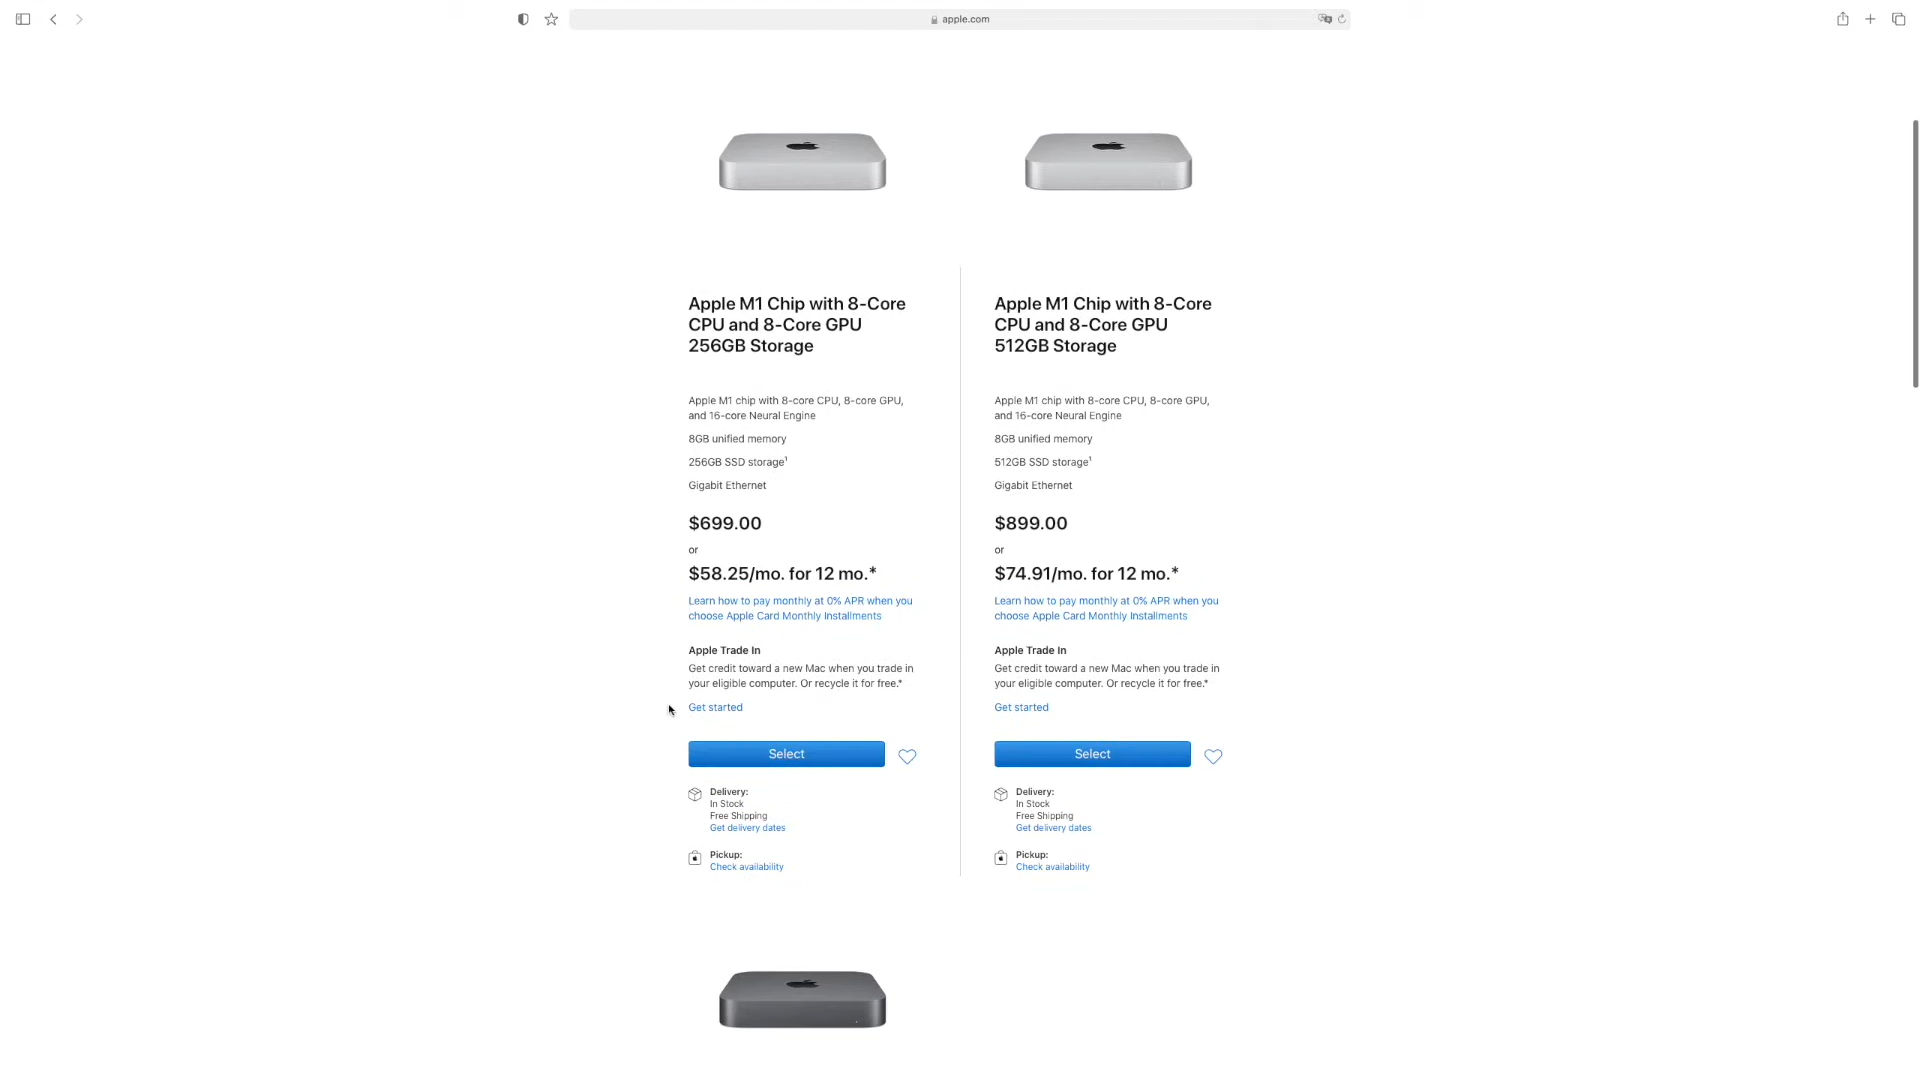 apple.com
Apple M1 Chip with 8-Core
CPU and 8-Core GPU
256GB Storage
Apple M1 chip with 8-core CPU, 8-core GPU,
and 16-core Neural Engine
8GB unified memory
256GB SSD storage¹
Gigabit Ethernet
$699.00
or
$58.25/mo. for 12 mo.*
Learn how to pay monthly at 0% APR when you
choose Apple Card Monthly Installments
Apple Trade In
Get credit toward a new Mac when you trade in
your eligible computer. Or recycle it for free.*
Get started
Select
Delivery:
In Stock
Free Shipping
Get delivery dates
Pickup:
Check availability
Apple M1 Chip with 8-Core
CPU and 8-Core GPU
512GB Storage
Apple M1 chip with 8-core CPU, 8-core GPU,
and 16-core Neural Engine
8GB unified memory
512GB SSD storage¹
Gigabit Ethernet
$899.00
or
$74.91/mo. for 12 mo.*
Learn how to pay monthly at 0% APR when you
choose Apple Card Monthly Installments
Apple Trade In
Get credit toward a new Mac when you trade in
your eligible computer. Or recycle it for free.*
Get started
Select
Delivery:
In Stock
Free Shipping
Get delivery dates
Pickup:
Check availability